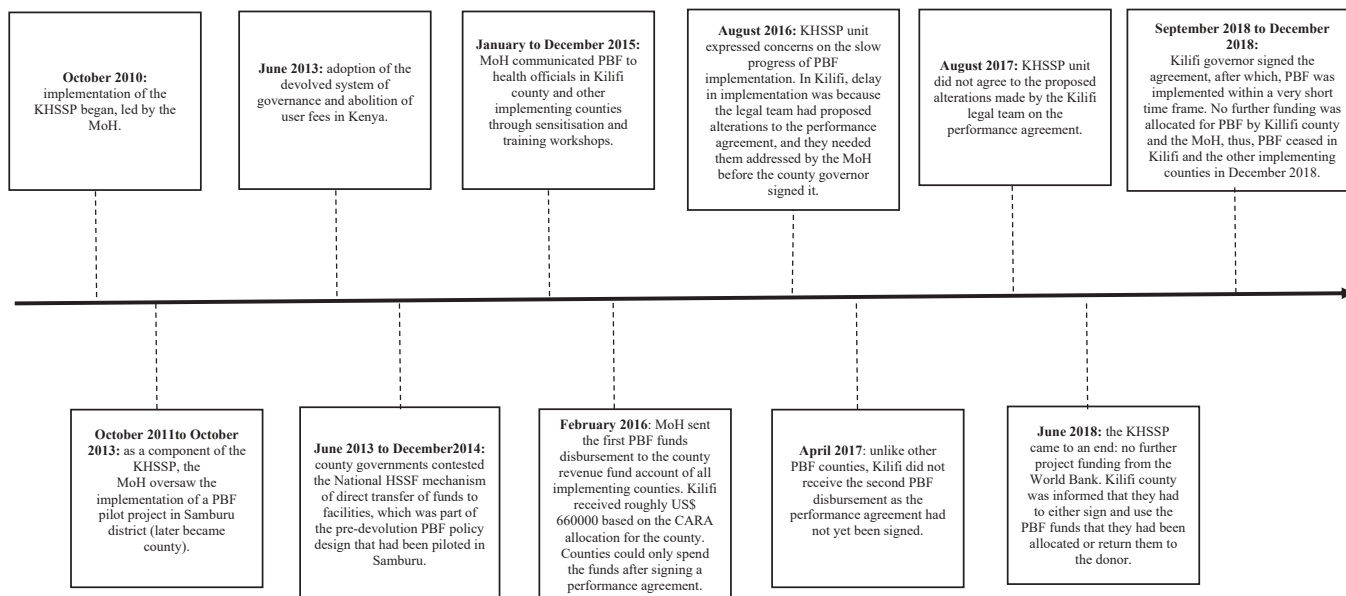 October 2010:
implementation of the
KHSSP began, led by the
MoH.
June 2013: adoption of the
devolved system of
governance and abolition of
user fees in Kenya.
January to December 2015:
MoH communicated PBF to
health officials in Kilifi
county and other
implementing counties
through sensitisation and
training workshops.
August 2016: KHSSP unit
expressed concerns on the slow
progress of PBF
implementation. In Kilifi, delay
in implementation was because
the legal team had proposed
alterations to the performance
agreement, and they needed
them addressed by the MoH
before the county governor
signed it.
August 2017: KHSSP unit
did not agree to the proposed
alterations made by the Kilifi
legal team on the
performance agreement.
September 2018 to December
2018:
Kilifi governor signed the
agreement, after which, PBF was
implemented within a very short
time frame. No further funding was
allocated for PBF by Killifi county
and the MoH, thus, PBF ceased in
Kilifi and the other implementing
counties in December 2018.
October 2011to October
2013: as a component of the
KHSSP, the
MoH oversaw the
implementation of a PBF
pilot project in Samburu
district (later became
county).
June 2013 to December2014:
county governments contested
the National HSSF mechanism
of direct transfer of funds to
facilities, which was part of
the pre-devolution PBF policy
design that had been piloted in
Samburu.
February 2016: MoH sent
the first PBF funds
disbursement to the county
revenue fund account of all
implementing counties. Kilifi
received roughly US$
660000 based on the CARA
allocation for the county.
Counties could only spend
the funds after signing a
performance agreement.
April 2017: unlike other
PBF counties, Kilifi did not
receive the second PBF
disbursement as the
performance agreement had
not yet been signed.
June 2018: the KHSSP
came to an end: no further
project funding from the
World Bank. Kilifi county
was informed that they had
to either sign and use the
PBF funds that they had been
allocated or return them to
the donor.